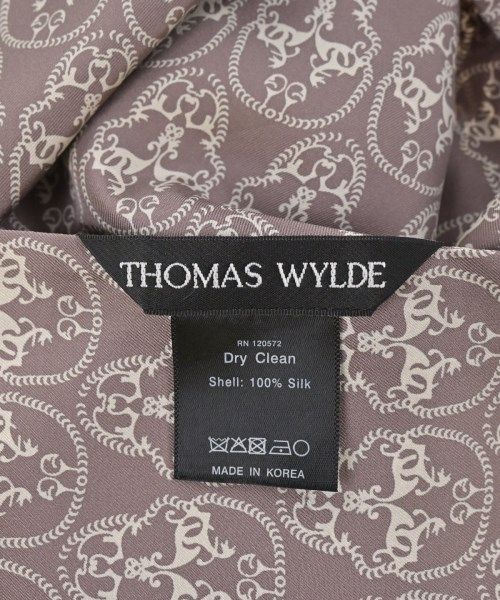 THOMAS WYLDE
RN 120572
Dry Clean
Shell: 100% Silk
MADE IN KOREA